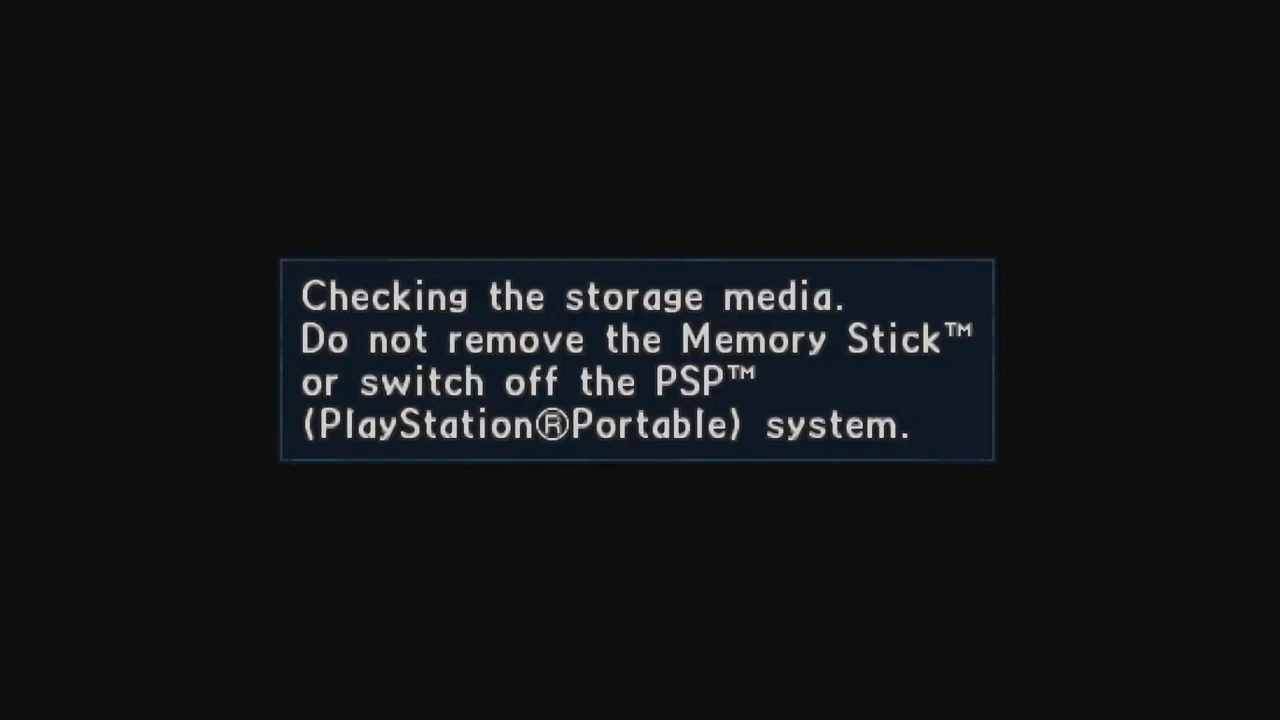 Checking the storage media.
Do not remove the Memory Stick™
or switch off the PSP™
(PlayStation®Portable) system.